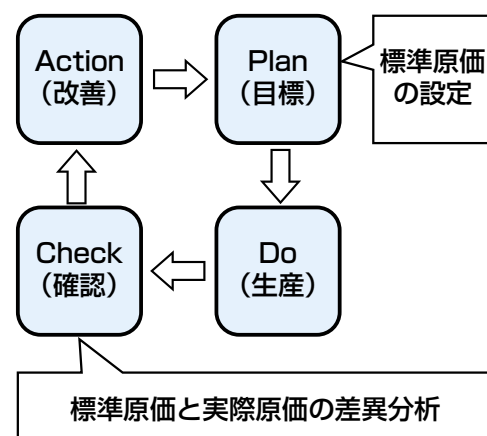 Action
（改善）
Plan
（目標）
標準原価
の設定
Check
（確認）
Do
（生産）
標準原価と実際原価の差異分析